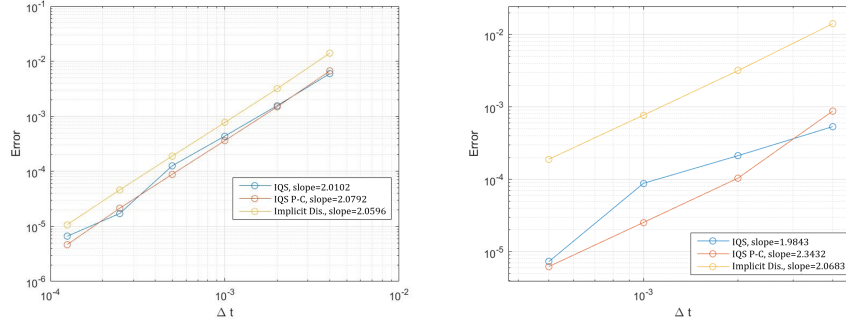 10^-1
10^-2
10^-3
10^-4
10^-5
10^-6
Error
IQS, slope=2.0102
IQS P-C, slope=2.0792
Implicit Dis., slope=2.0596
10^-4
10^-3
10^-2
Δ t
10^-2
10^-3
10^-4
10^-5
Error
IQS, slope=1.9843
IQS P-C, slope=2.3432
Implicit Dis., slope=2.0683
10^-3
Δ t